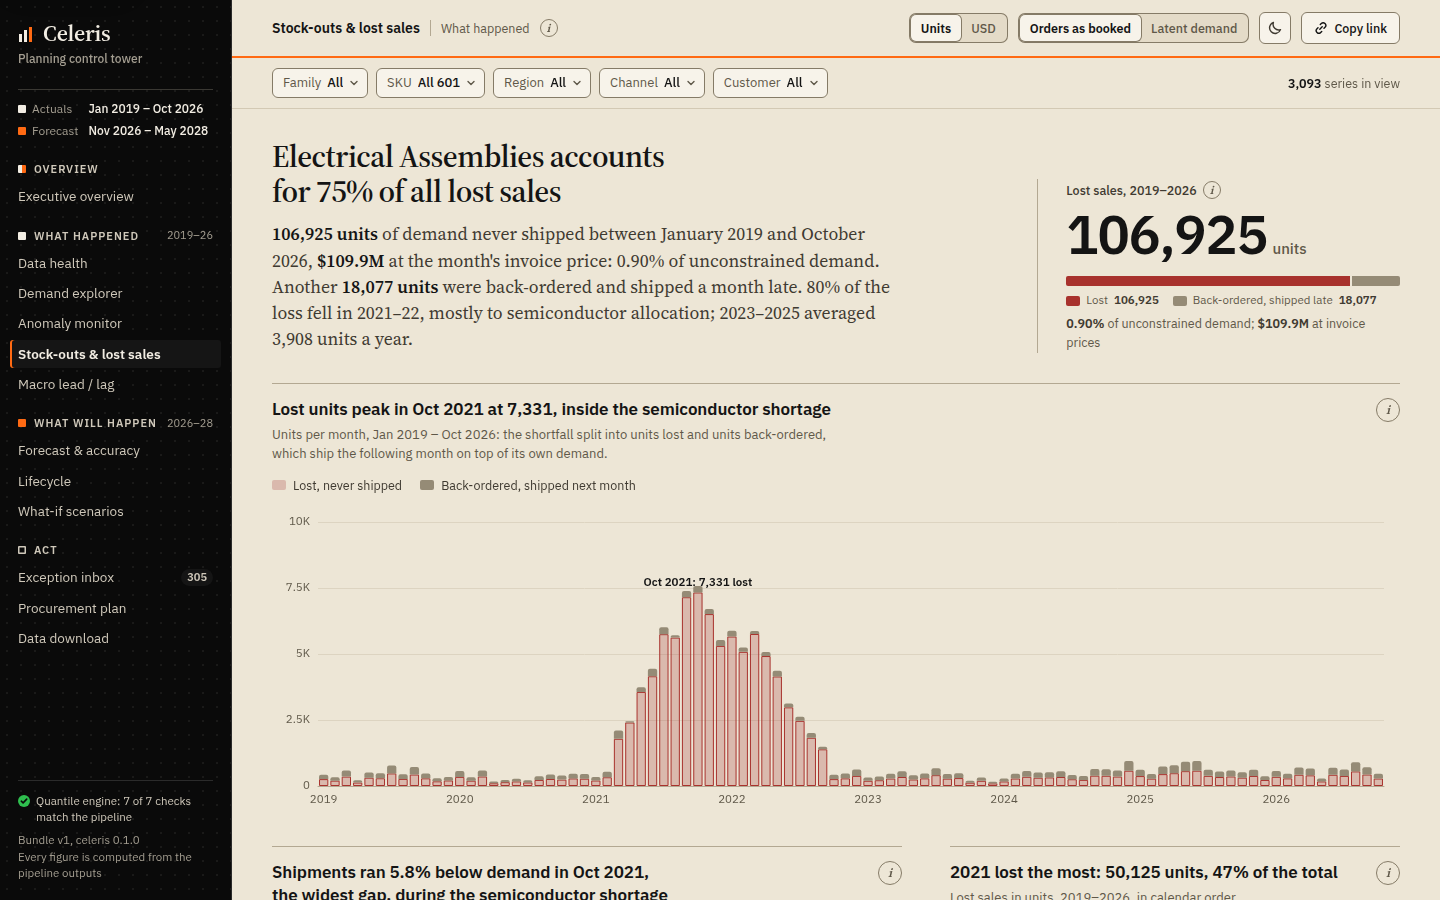 Celeris
Planning control tower
Actuals Jan 2019 – Oct 2026
Forecast Nov 2026 – May 2028
OVERVIEW
Executive overview
WHAT HAPPENED 2019–26
Data health
Demand explorer
Anomaly monitor
Stock-outs & lost sales
Macro lead / lag
WHAT WILL HAPPEN 2026–28
Forecast & accuracy
Lifecycle
What-if scenarios
ACT
Exception inbox 305
Procurement plan
Data download
Quantile engine: 7 of 7 checks
match the pipeline
Bundle v1, celeris 0.1.0
Every figure is computed from the
pipeline outputs
Stock-outs & lost sales What happened i
Units USD Orders as booked Latent demand Copy link
Family All SKU All 601 Region All Channel All Customer All 3,093 series in view
Electrical Assemblies accounts
for 75% of all lost sales
106,925 units of demand never shipped between January 2019 and October
2026, $109.9M at the month's invoice price: 0.90% of unconstrained demand.
Another 18,077 units were back-ordered and shipped a month late. 80% of the
loss fell in 2021–22, mostly to semiconductor allocation; 2023–2025 averaged
3,908 units a year.
Lost sales, 2019–2026 i
106,925 units
Lost 106,925 Back-ordered, shipped late 18,077
0.90% of unconstrained demand; $109.9M at invoice
prices
Lost units peak in Oct 2021 at 7,331, inside the semiconductor shortage i
Units per month, Jan 2019 – Oct 2026: the shortfall split into units lost and units back-ordered,
which ship the following month on top of its own demand.
Lost, never shipped Back-ordered, shipped next month
10K
7.5K
5K
2.5K
0
Oct 2021: 7,331 lost
2019 2020 2021 2022 2023 2024 2025 2026
Shipments ran 5.8% below demand in Oct 2021, i
the widest gap, during the semiconductor shortage
2021 lost the most: 50,125 units, 47% of the total i
Lost sales in units, 2019–2026, in calendar order